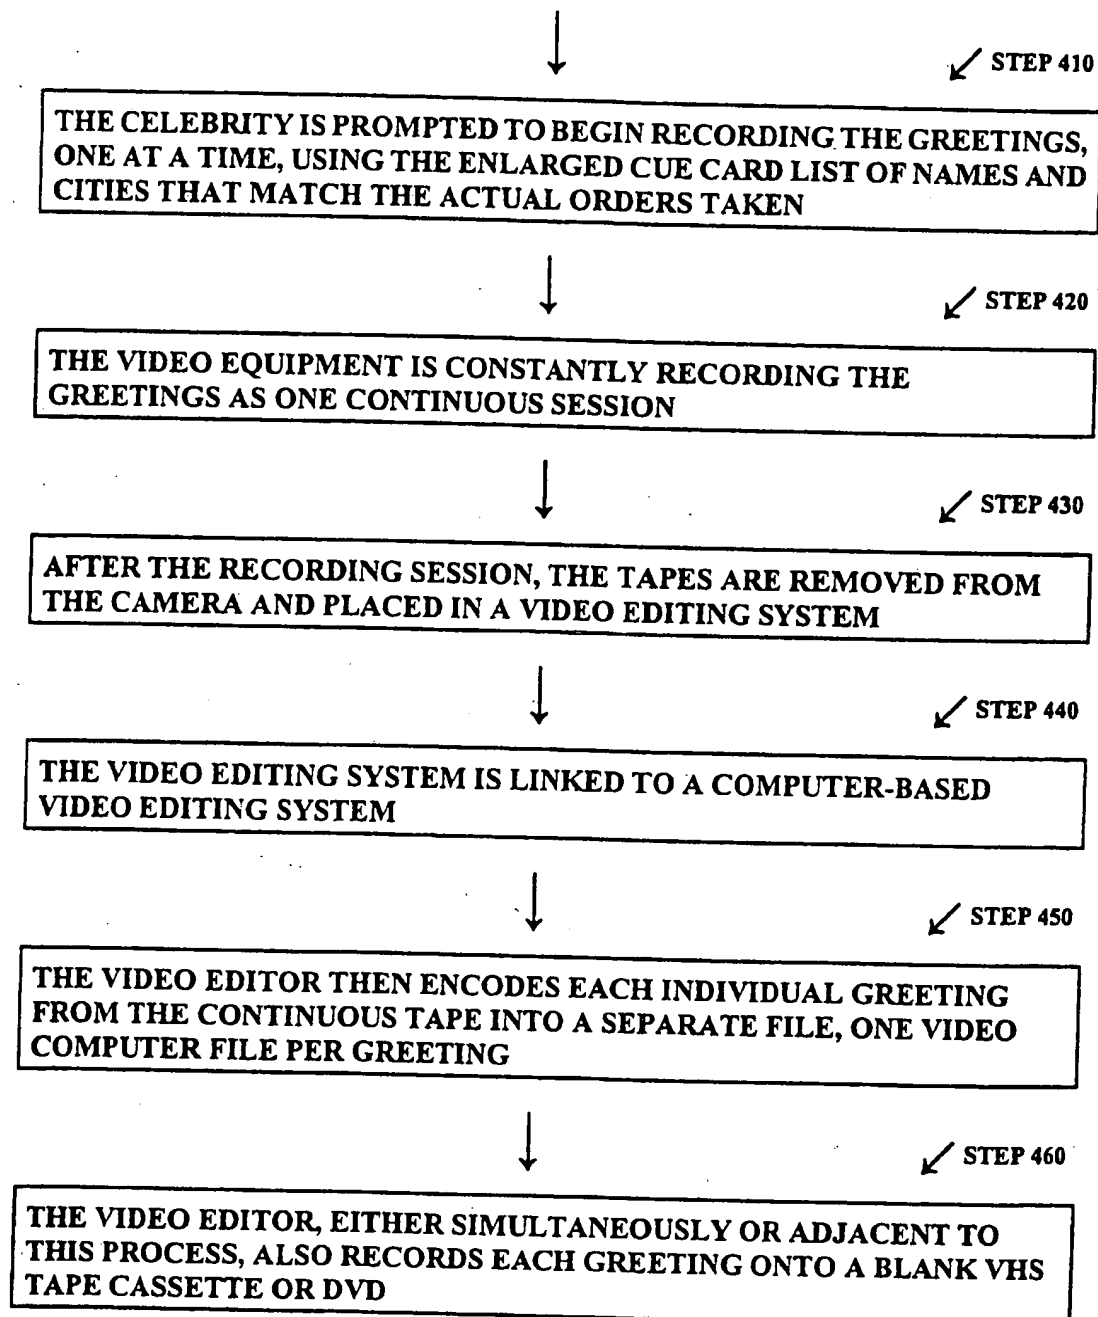 STEP 410
THE CELEBRITY IS PROMPTED TO BEGIN RECORDING THE GREETINGS,
ONE AT A TIME, USING THE ENLARGED CUE CARD LIST OF NAMES AND
CITIES THAT MATCH THE ACTUAL ORDERS TAKEN
STEP 420
THE VIDEO EQUIPMENT IS CONSTANTLY RECORDING THE
GREETINGS AS ONE CONTINUOUS SESSION
STEP 430
AFTER THE RECORDING SESSION, THE TAPES ARE REMOVED FROM
THE CAMERA AND PLACED IN A VIDEO EDITING SYSTEM
STEP 440
THE VIDEO EDITING SYSTEM IS LINKED TO A COMPUTER-BASED
VIDEO EDITING SYSTEM
STEP 450
THE VIDEO EDITOR THEN ENCODES EACH INDIVIDUAL GREETING
FROM THE CONTINUOUS TAPE INTO A SEPARATE FILE, ONE VIDEO
COMPUTER FILE PER GREETING
STEP 460
THE VIDEO EDITOR, EITHER SIMULTANEOUSLY OR ADJACENT TO
THIS PROCESS, ALSO RECORDS EACH GREETING ONTO A BLANK VHS
TAPE CASSETTE OR DVD